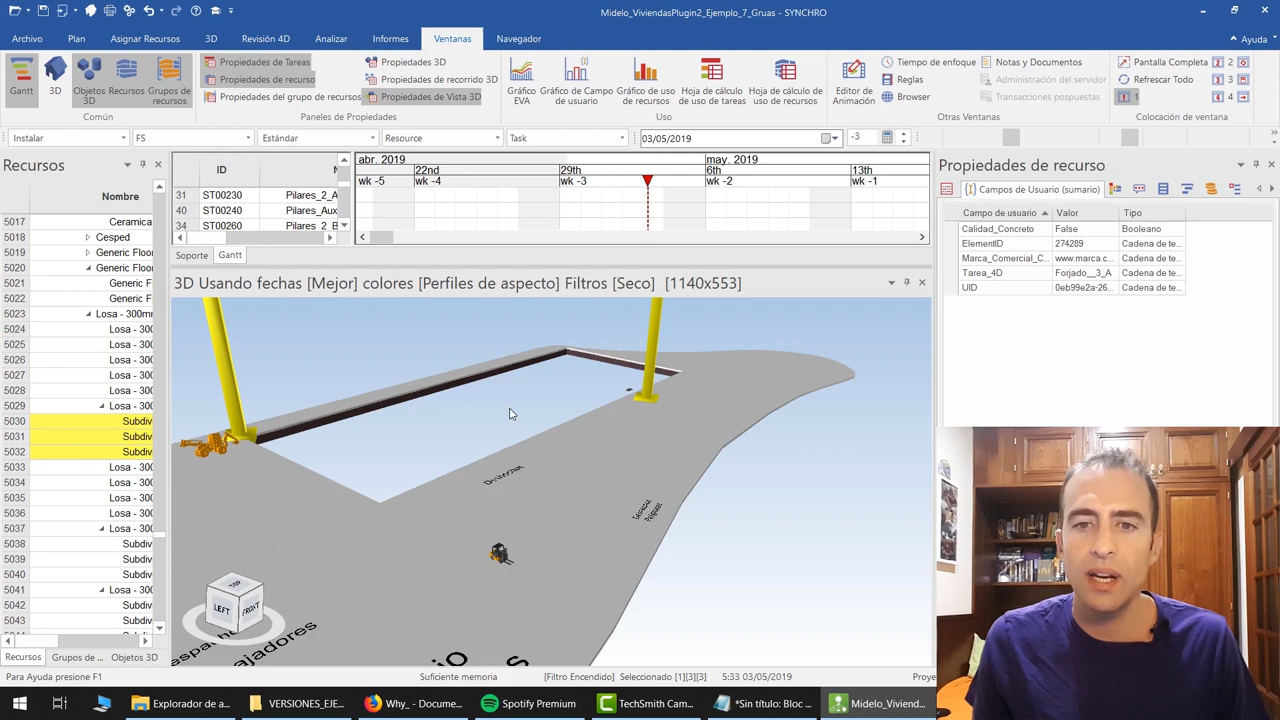 Midelo_ViviendasPlugin2_Ejemplo_7_Gruas - SYNCHRO
Archivo Plan Asignar Recursos 3D Revisión 4D Analizar Informes Ventanas Navegador Ayuda
Gantt 3D Objetos 3D Recursos Grupos de recursos
Común
Propiedades de Tareas
Propiedades de recurso
Propiedades del grupo de recursos
Propiedades 3D
Propiedades de recorrido 3D
Propiedades de Vista 3D
Paneles de Propiedades
Gráfico EVA
Gráfico de Campo de usuario
Gráfico de uso de recursos
Hoja de cálculo de uso de tareas
Hoja de cálculo de uso de recursos
Uso
Editor de Animación
Tiempo de enfoque
Reglas
Browser
Notas y Documentos
Administración del servidor
Transacciones pospuestas
Otras Ventanas
Pantalla Completa 2
Refrescar Todo 3
1 4
Colocación de ventana
Instalar FS Estándar Resource Task 03/05/2019 -3
Recursos
Nombre
5017 Ceramica
5018 Cesped
5019 Generic Floor
5020 Generic Floor
5021 Generic F
5022 Generic F
5023 Losa - 300m
5024 Losa - 300
5025 Losa - 300
5026 Losa - 300
5027 Losa - 300
5028 Losa - 300
5029 Losa - 300
5030 Subdiv
5031 Subdiv
5032 Subdiv
5033 Losa - 300
5034 Losa - 300
5035 Losa - 300
5036 Losa - 300
5037 Losa - 300
5038 Subdiv
5039 Subdiv
5040 Subdiv
5041 Losa - 300
5042 Subdiv
5043 Subdiv
Recursos Grupos de ... Objetos 3D
ID
31 ST00230 Pilares_2_A
40 ST00240 Pilares_Aux
34 ST00260 Pilares_2_B
abr. 2019 may. 2019
22nd 29th 6th 13th
wk -5 wk -4 wk -3 wk -2 wk -1
Soporte Gantt
3D Usando fechas [Mejor] colores [Perfiles de aspecto] Filtros [Seco] [1140x553]
TOP
LEFT
FRONT
Propiedades de recurso
Campos de Usuario (sumario)
Campo de usuario Valor Tipo
Calidad_Concreto False Booleano
ElementID 274289 Cadena de te...
Marca_Comercial_C... www.marca.c... Cadena de te...
Tarea_4D Forjado__3_A Cadena de te...
UID 0eb99e2a-26... Cadena de te...
Para Ayuda presione F1 Suficiente memoria [Filtro Encendido] Seleccionado [1][3][3] 5:33 03/05/2019 Proye
Explorador de a... VERSIONES_EJE... Why_ - Docume... Spotify Premium TechSmith Cam... *Sin título: Bloc ... Midelo_Viviend...